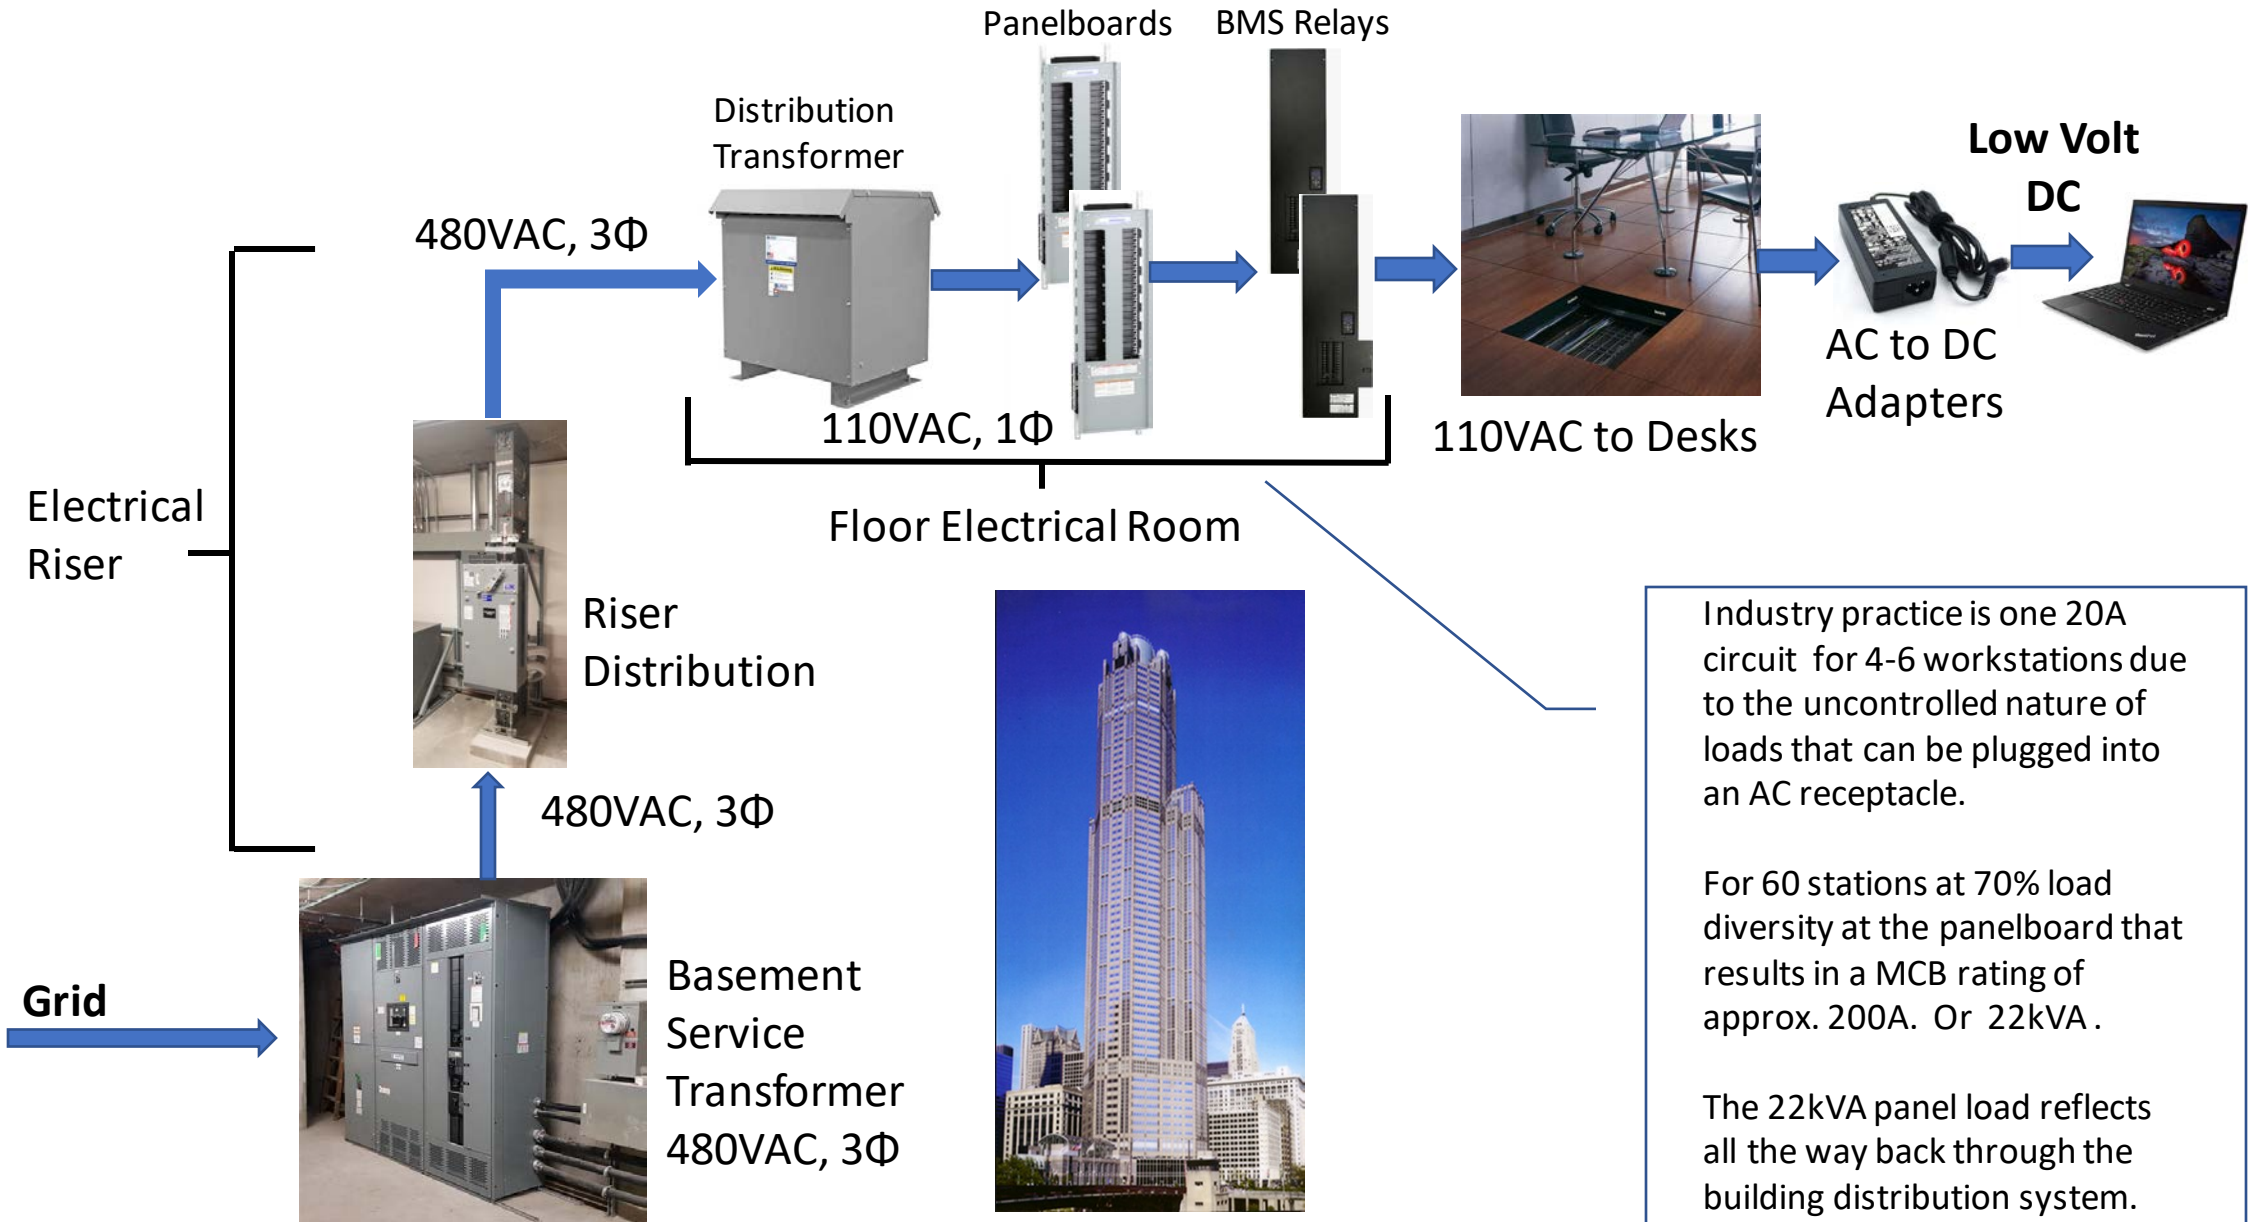 Panelboards
BMS Relays
Distribution
Transformer
Low Volt
DC
480VAC, 3Φ
AC to DC
Adapters
110VAC, 1Φ
110VAC to Desks
Electrical
Riser
Floor Electrical Room
Riser
Distribution
Industry practice is one 20A
circuit for 4-6 workstations due
to the uncontrolled nature of
loads that can be plugged into
an AC receptacle.
For 60 stations at 70% load
diversity at the panelboard that
results in a MCB rating of
approx. 200A. Or 22kVA .
The 22kVA panel load reflects
all the way back through the
building distribution system.
480VAC, 3Φ
Grid
Basement
Service
Transformer
480VAC, 3Φ